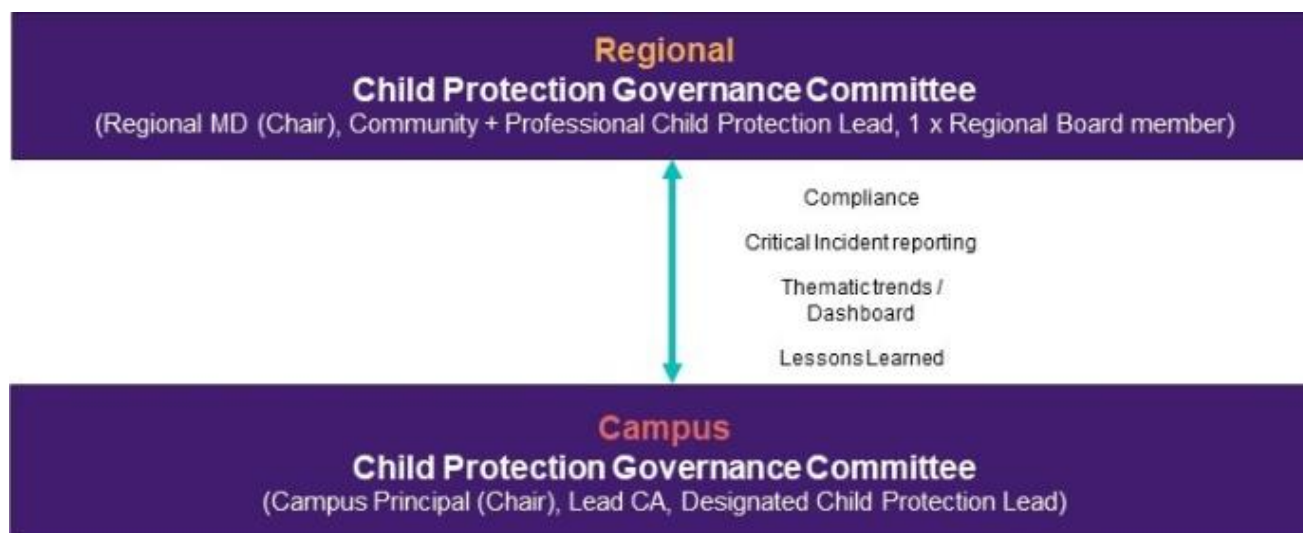 Regional
Child Protection Governance Committee
(Regional MD (Chair), Community + Professional Child Protection Lead, 1 x Regional Board member)
Compliance
Critical Incident reporting
Thematic trends /
Dashboard
Lessons Learned
Campus
Child Protection Governance Committee
(Campus Principal (Chair), Lead CA, Designated Child Protection Lead)